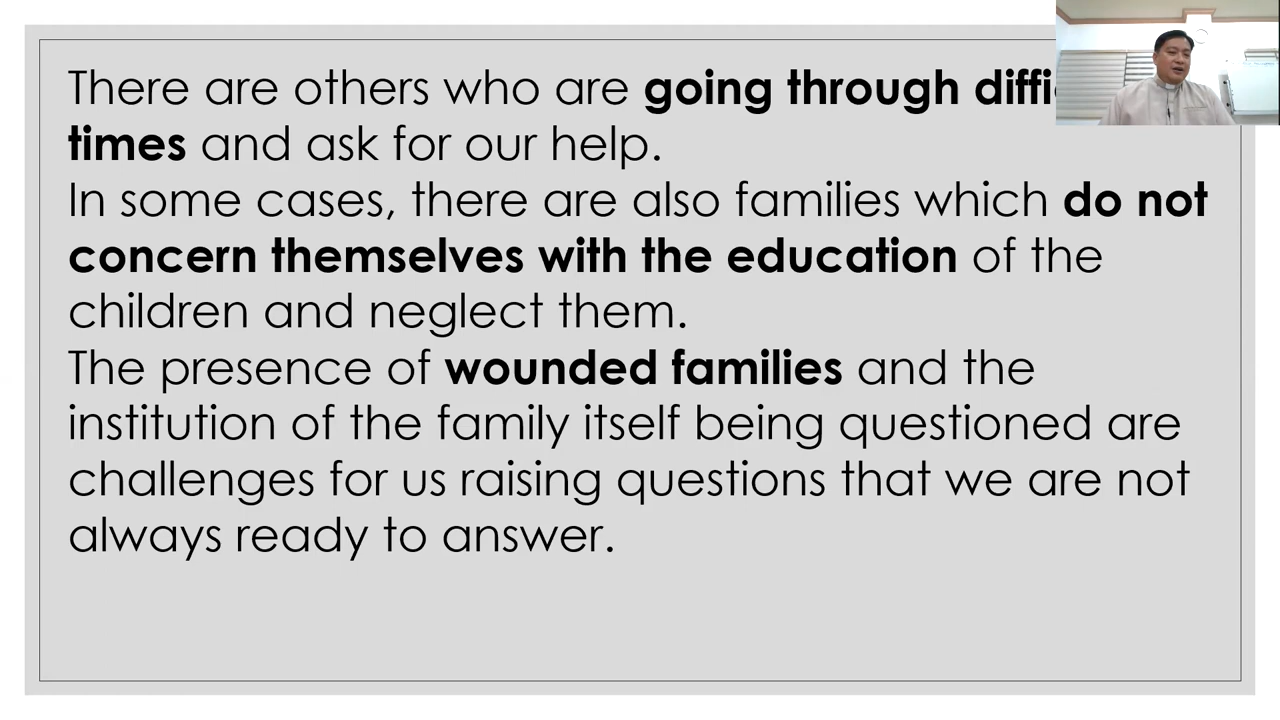 There are others who are going through
times and ask for our help.
In some cases, there are also families which do not
concern themselves with the education of the
children and neglect them.
The presence of wounded families and the
institution of the family itself being questioned are
challenges for us raising questions that we are not
always ready to answer.